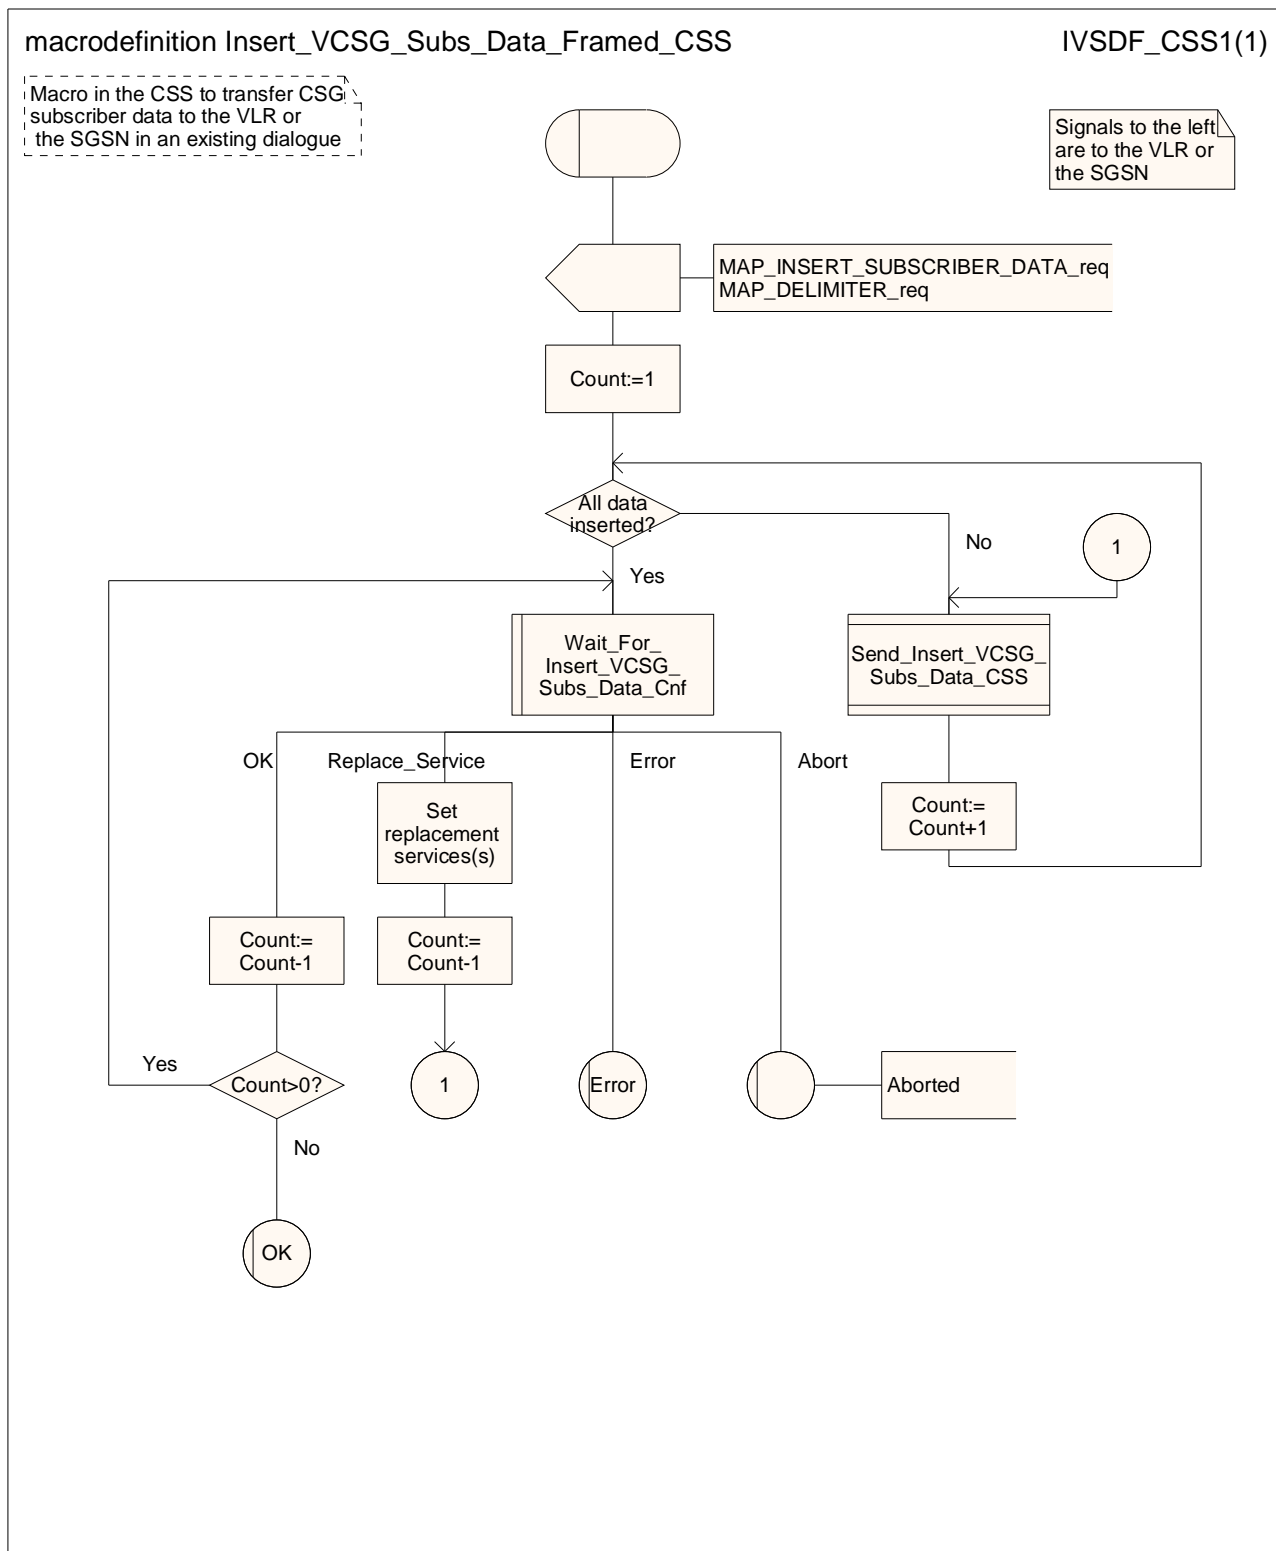 macrodefinition Insert_VCSG_Subs_Data_Framed_CSS
IVSDF_CSS1(1)
Macro in the CSS to transfer CSG
subscriber data to the VLR or
the SGSN in an existing dialogue
Signals to the left
are to the VLR or
the SGSN
MAP_INSERT_SUBSCRIBER_DATA_req
MAP_DELIMITER_req
Count:=1
All data
inserted?
No
1
Yes
Wait_For_
Insert_VCSG_
Subs_Data_Cnf
Send_Insert_VCSG_
Subs_Data_CSS
OK
Replace_Service
Error
Abort
Set
replacement
services(s)
Count:=
Count+1
Count:=
Count-1
Count:=
Count-1
Yes
Count>0?
1
Error
Aborted
No
OK